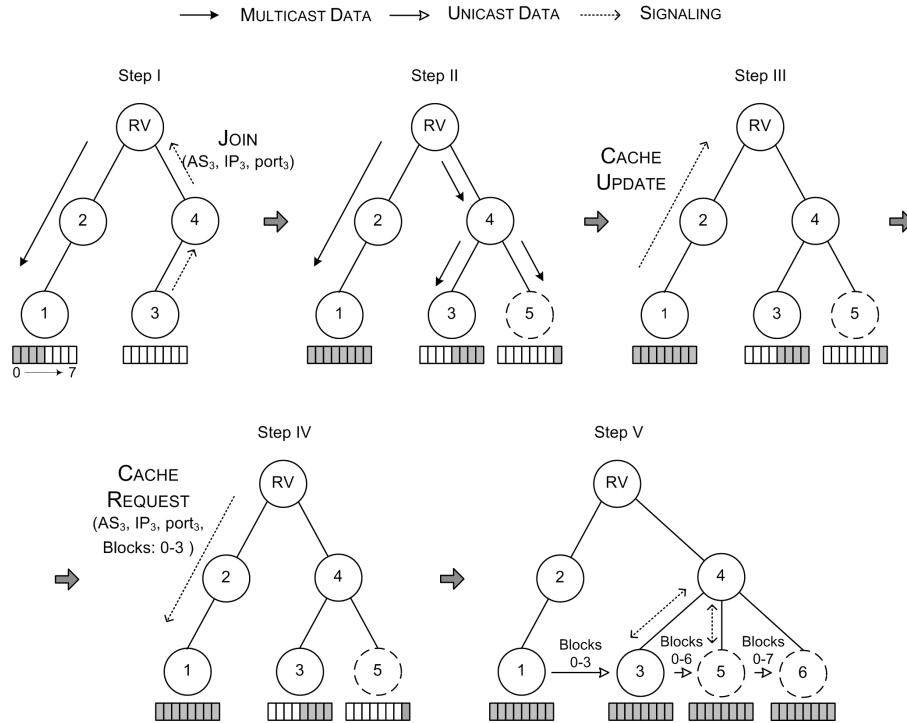 MULTICAST DATA UNICAST DATA SIGNALING
Step I
RV
JOIN
(AS3, IP3, port3)
2
4
1
3
0 7
Step II
RV
2
4
1
3
5
Step III
CACHE
UPDATE
RV
2
4
1
3
5
Step IV
CACHE
REQUEST
(AS3, IP3, port3,
Blocks: 0-3 )
RV
2
4
1
3
5
Step V
RV
2
4
Blocks
0-3
Blocks
0-6
Blocks
0-7
1
3
5
6